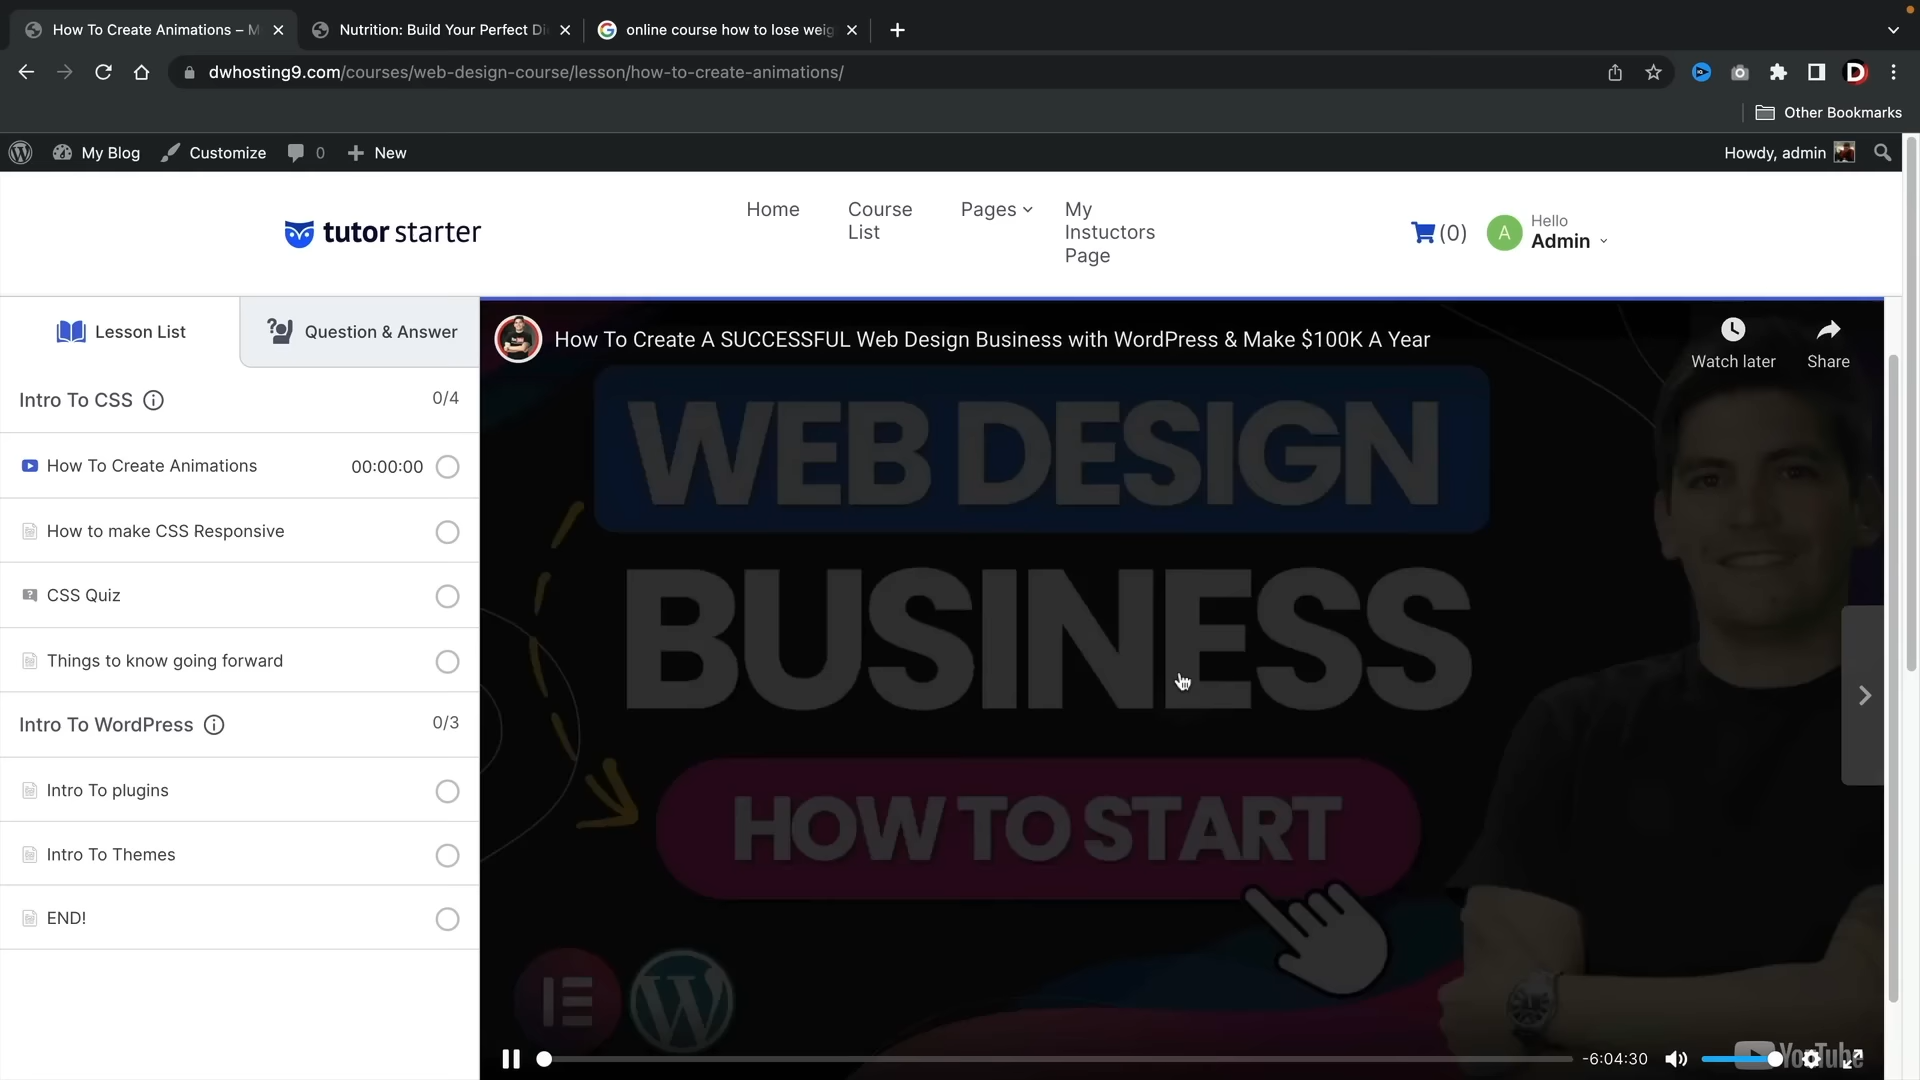 How To Create Animations – M
Nutrition: Build Your Perfect Di
online course how to lose weig
dwhosting9.com/courses/web-design-course/lesson/how-to-create-animations/
D
Other Bookmarks
My Blog
Customize
0
New
Howdy, admin
tutor starter
Home
Course List
Pages
My Instuctors Page
(0)
A
Hello
Admin
Lesson List
Question & Answer
Intro To CSS
0/4
How To Create Animations
00:00:00
How to make CSS Responsive
CSS Quiz
Things to know going forward
Intro To WordPress
0/3
Intro To plugins
Intro To Themes
END!
How To Create A SUCCESSFUL Web Design Business with WordPress & Make $100K A Year
Watch later
Share
WEB DESIGN
BUSINESS
HOW TO START
-6:04:30
YouTube